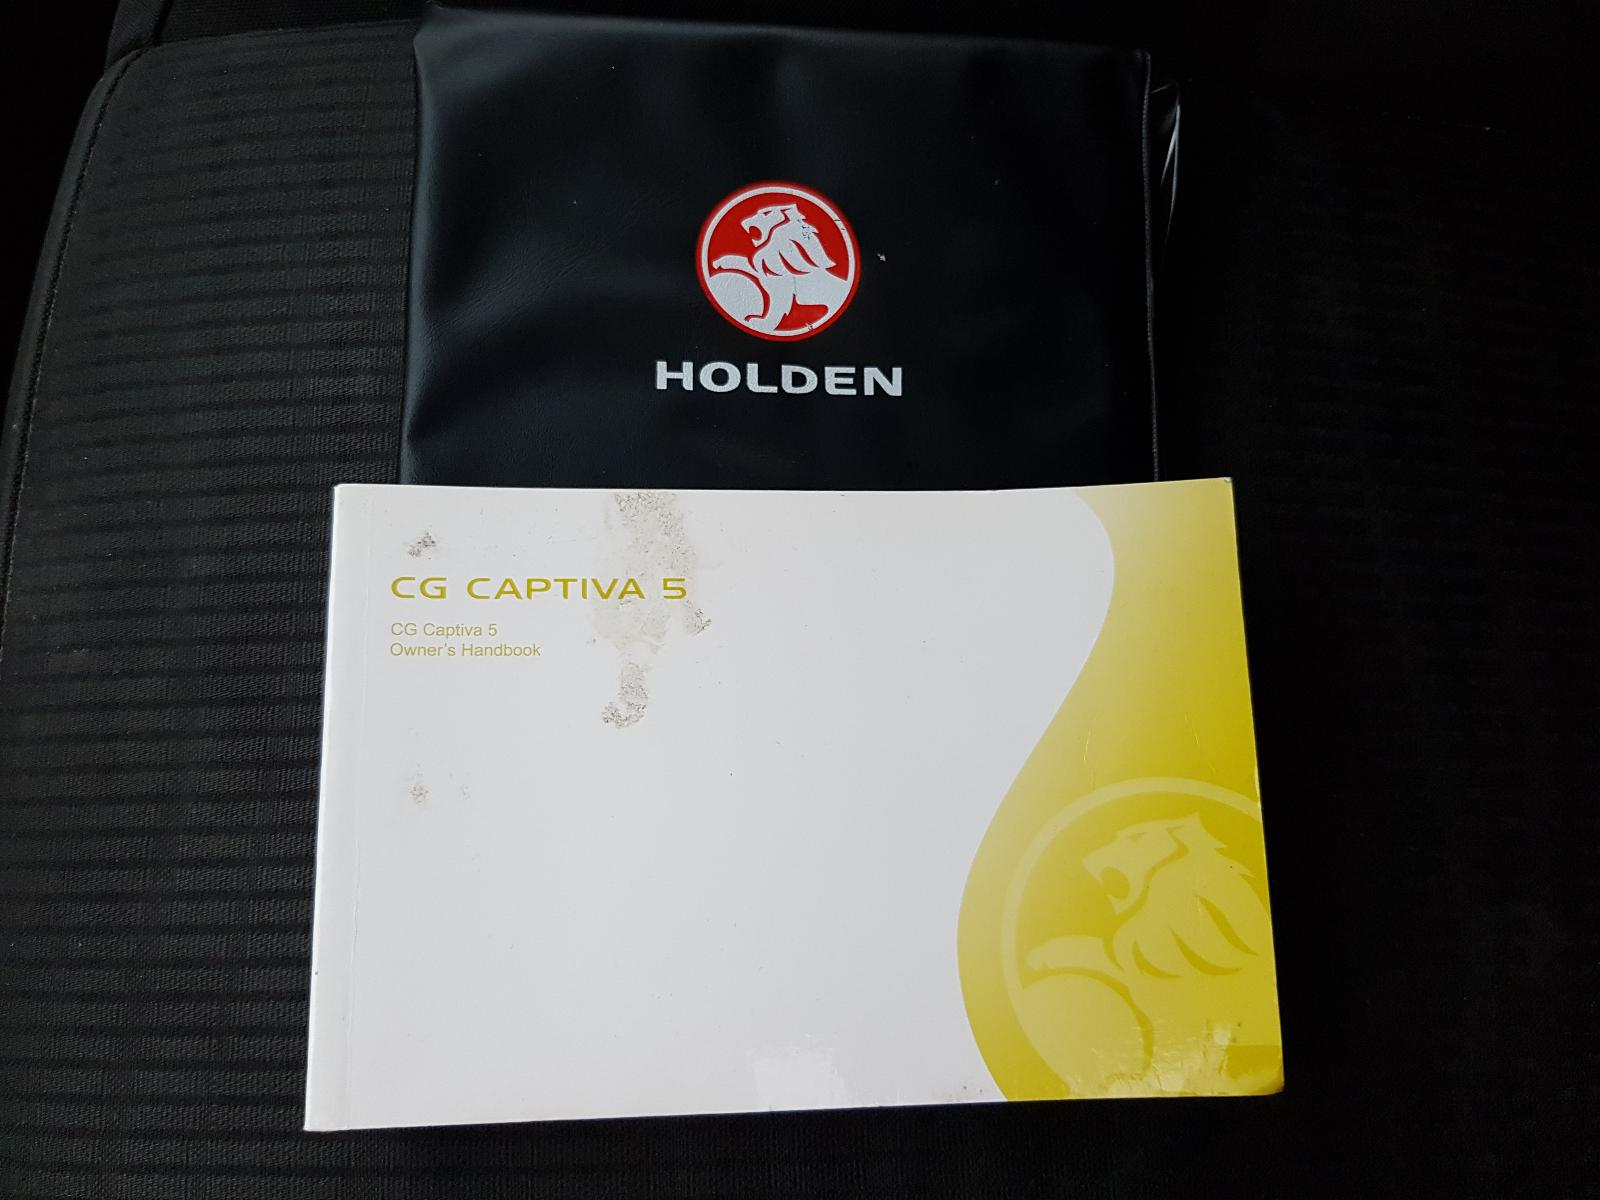 HOLDEN
CG CAPTIVA 5
CG Captiva 5
Owner's Handbook